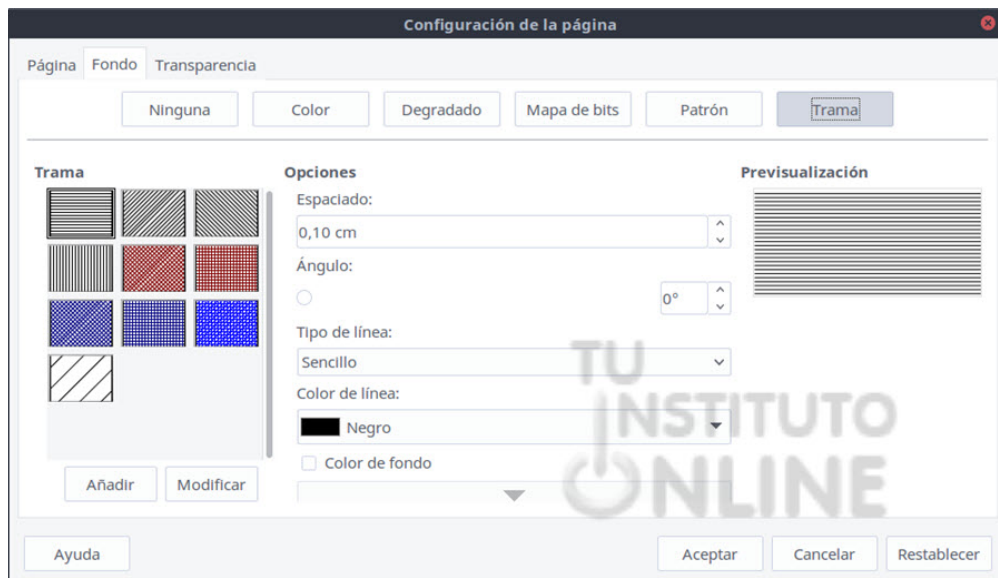 Configuración de la página
Página Fondo Transparencia
Ninguna Color Degradado Mapa de bits Patrón Trama
Trama Opciones Previsualización
Espaciado:
0,10 cm
Ángulo:
0°
Tipo de línea:
Sencillo
Color de línea:
Negro
Color de fondo
Añadir Modificar
TU
INSTITUTO
ONLINE
Ayuda Aceptar Cancelar Restablecer